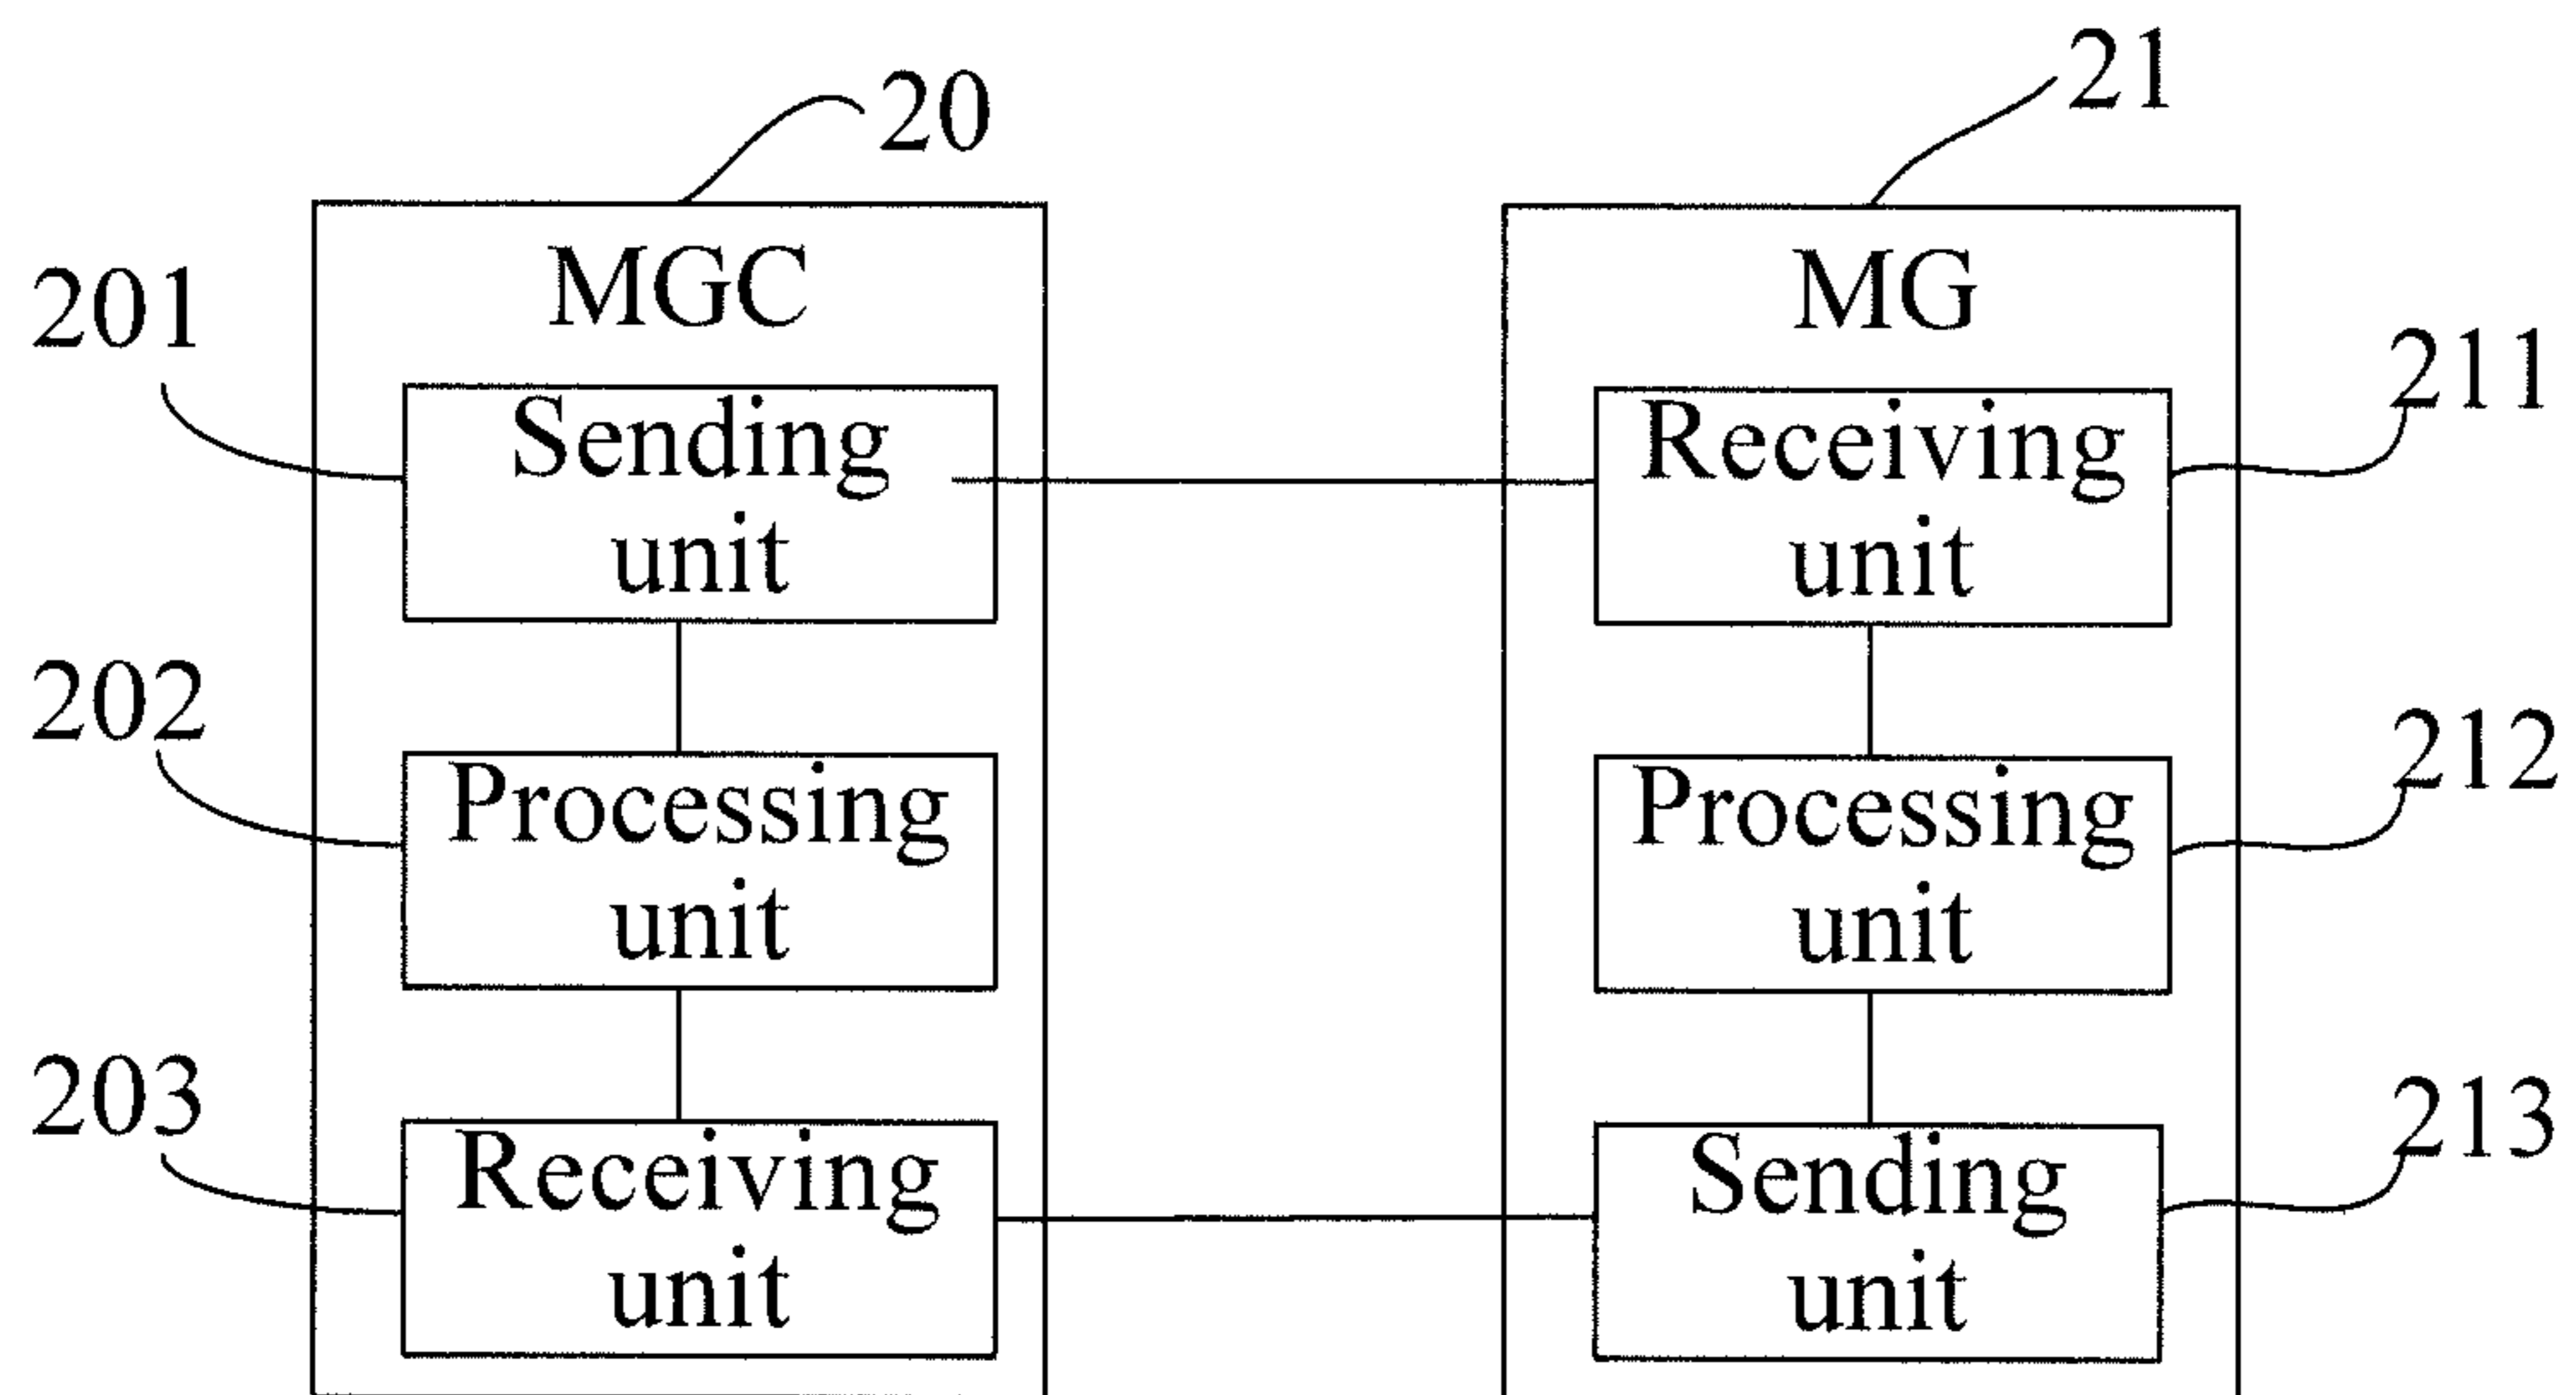 20
21
MGC
MG
201
Sending
unit
Receiving
unit
211
202
Processing
unit
Processing
unit
212
203
Receiving
unit
Sending
unit
213